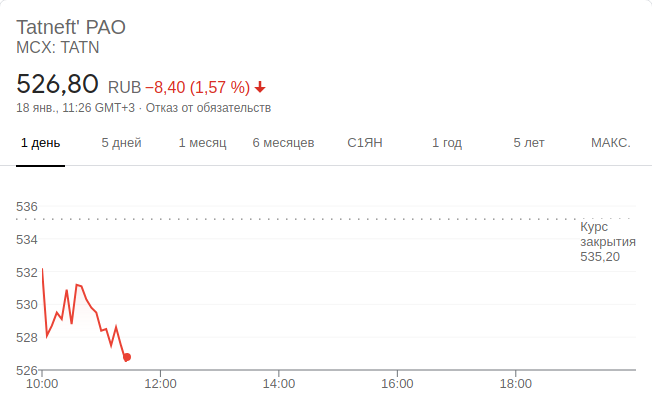 Tatneft' PAO
MCX: TATN
526,80 RUB −8,40 (1,57 %)
18 янв., 11:26 GMT+3 · Отказ от обязательств
1 день 5 дней 1 месяц 6 месяцев С1ЯН 1 год 5 лет МАКС.
536
Курс
534
закрытия
535,20
532
530
528
526
10:00 12:00 14:00 16:00 18:00